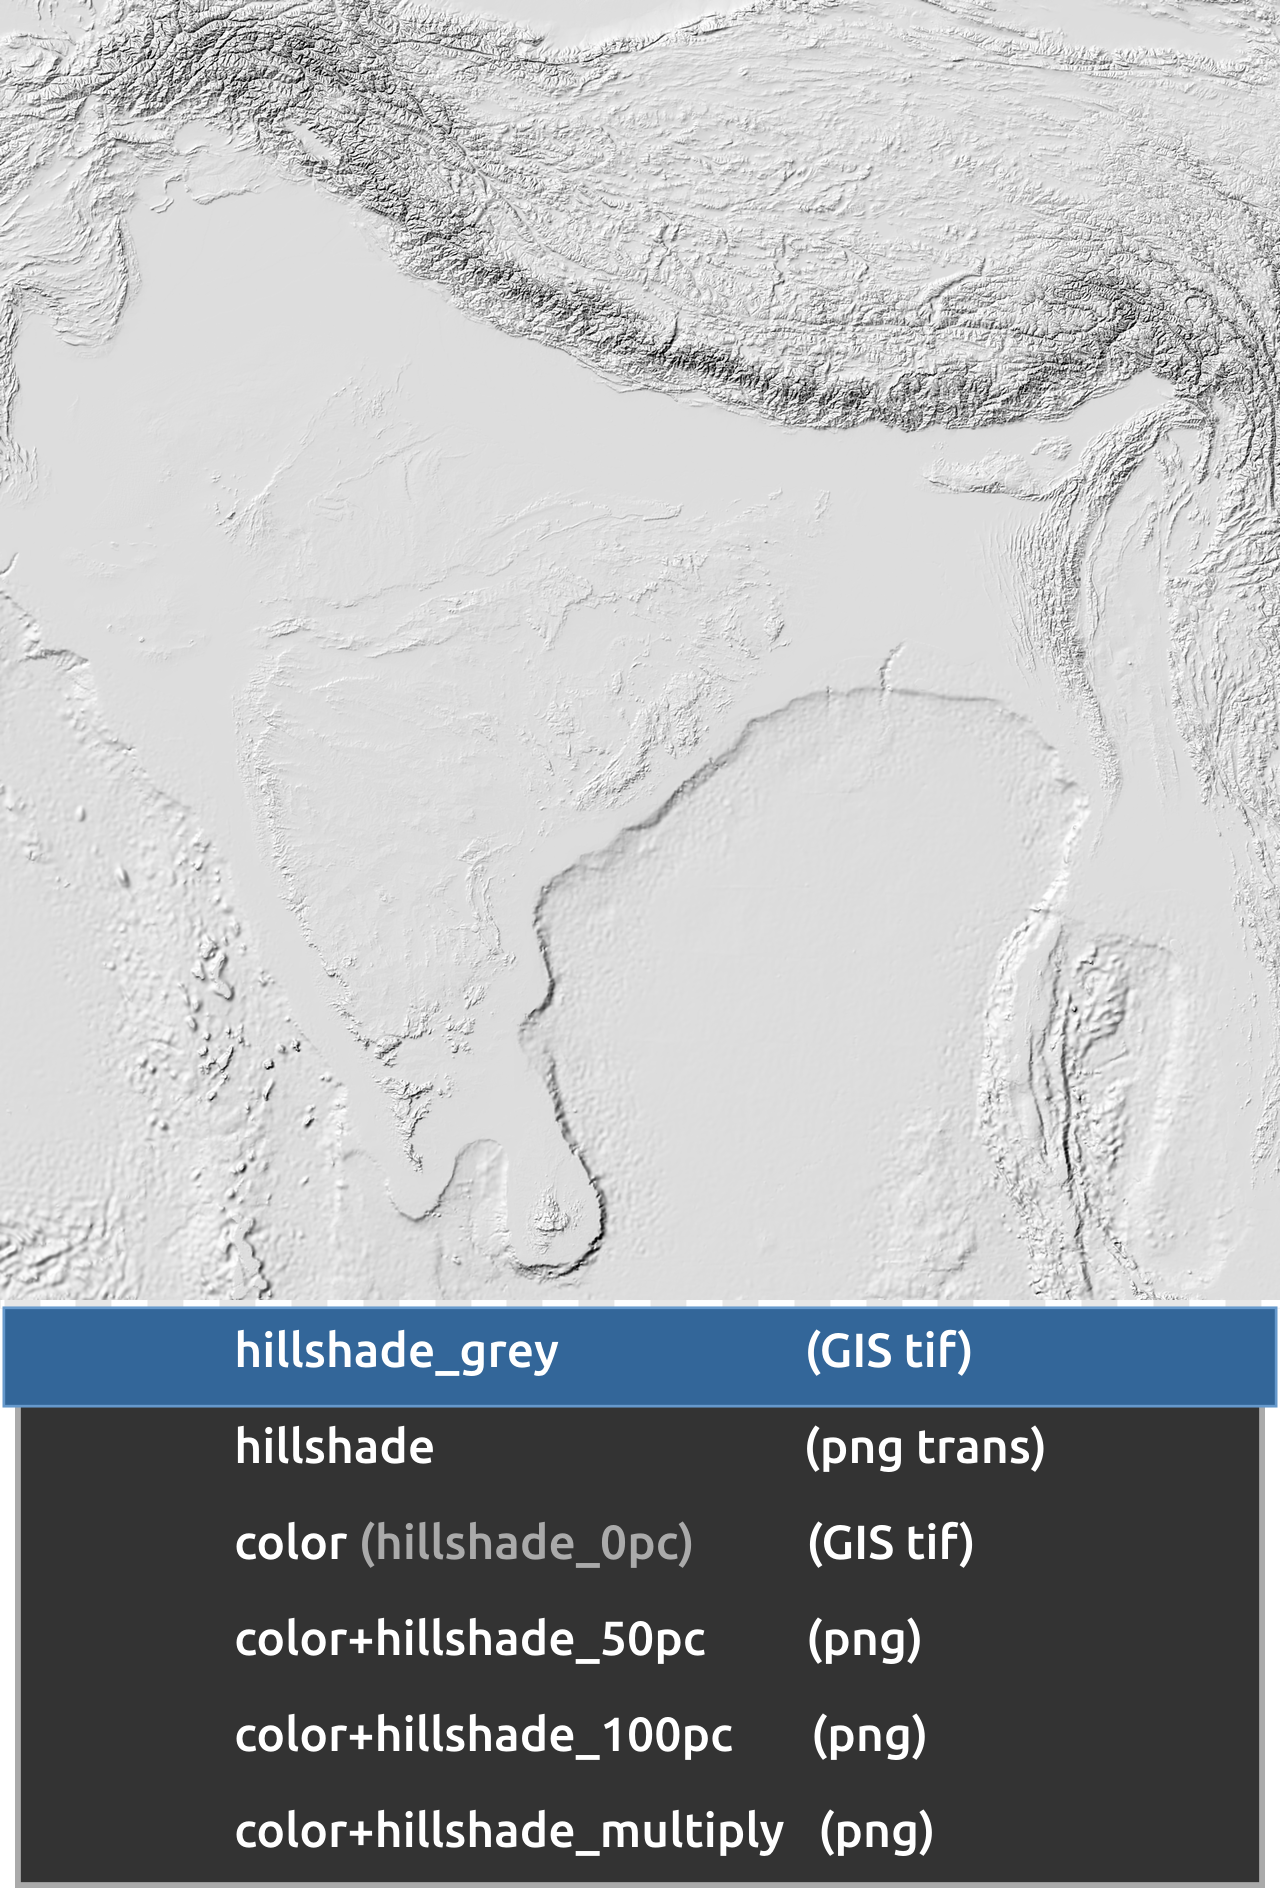 hillshade_grey (GIS tif)
hillshade (png trans)
color (hillshade_0pc) (GIS tif)
color+hillshade_50pc (png)
color+hillshade_100pc (png)
color+hillshade_multiply (png)